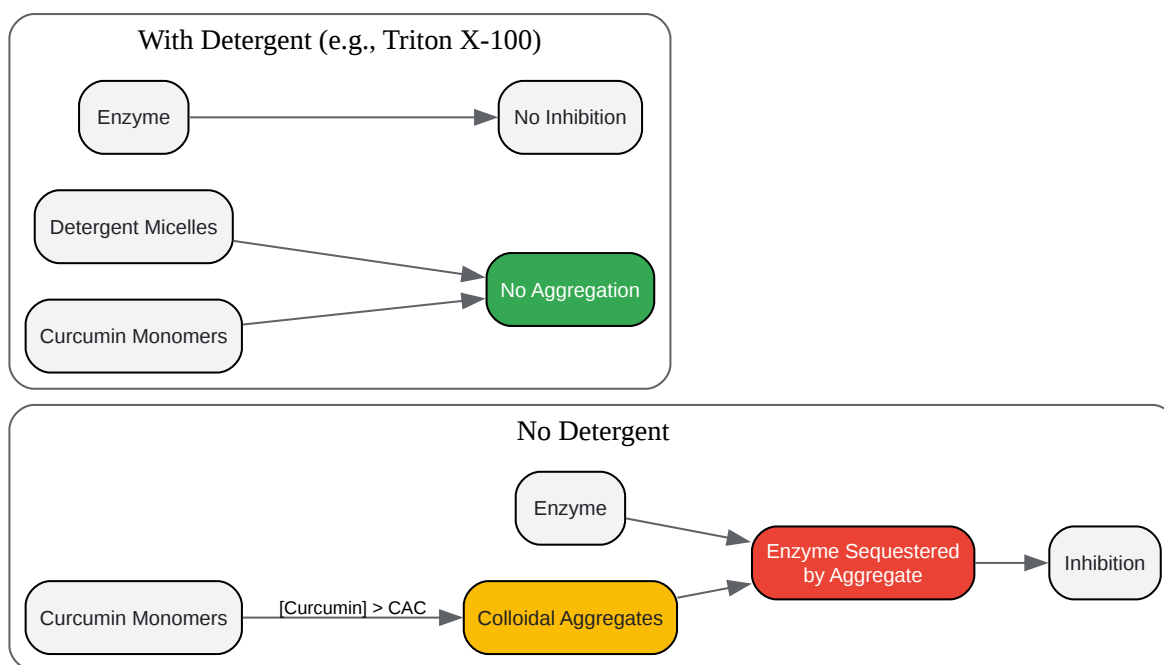 With Detergent (e.g., Triton X-100)
Enzyme
No Inhibition
Detergent Micelles
No Aggregation
Curcumin Monomers
No Detergent
Enzyme
Enzyme Sequestered
by Aggregate
Inhibition
Curcumin Monomers
[Curcumin] > CAC
Colloidal Aggregates